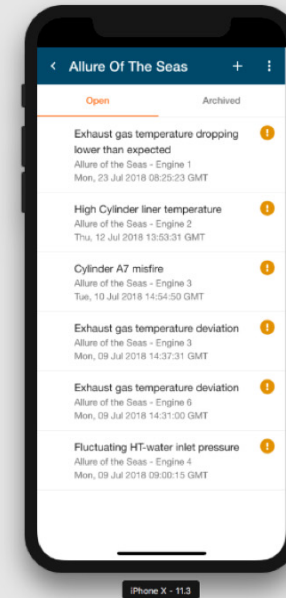 Allure Of The Seas
Open Archived
Exhaust gas temperature dropping
lower than expected
Allure of the Seas - Engine 1
Mon, 23 Jul 2018 08:25:23 GMT
High Cylinder liner temperature
Allure of the Seas - Engine 2
Thu, 12 Jul 2018 13:53:31 GMT
Cylinder A7 misfire
Allure of the Seas - Engine 3
Tue, 10 Jul 2018 14:54:50 GMT
Exhaust gas temperature deviation
Allure of the Seas - Engine 3
Mon, 09 Jul 2018 14:37:31 GMT
Exhaust gas temperature deviation
Allure of the Seas - Engine 6
Mon, 09 Jul 2018 14:31:00 GMT
Fluctuating HT-water inlet pressure
Allure of the Seas - Engine 4
Mon, 09 Jul 2018 09:00:15 GMT
iPhone X - 11.3